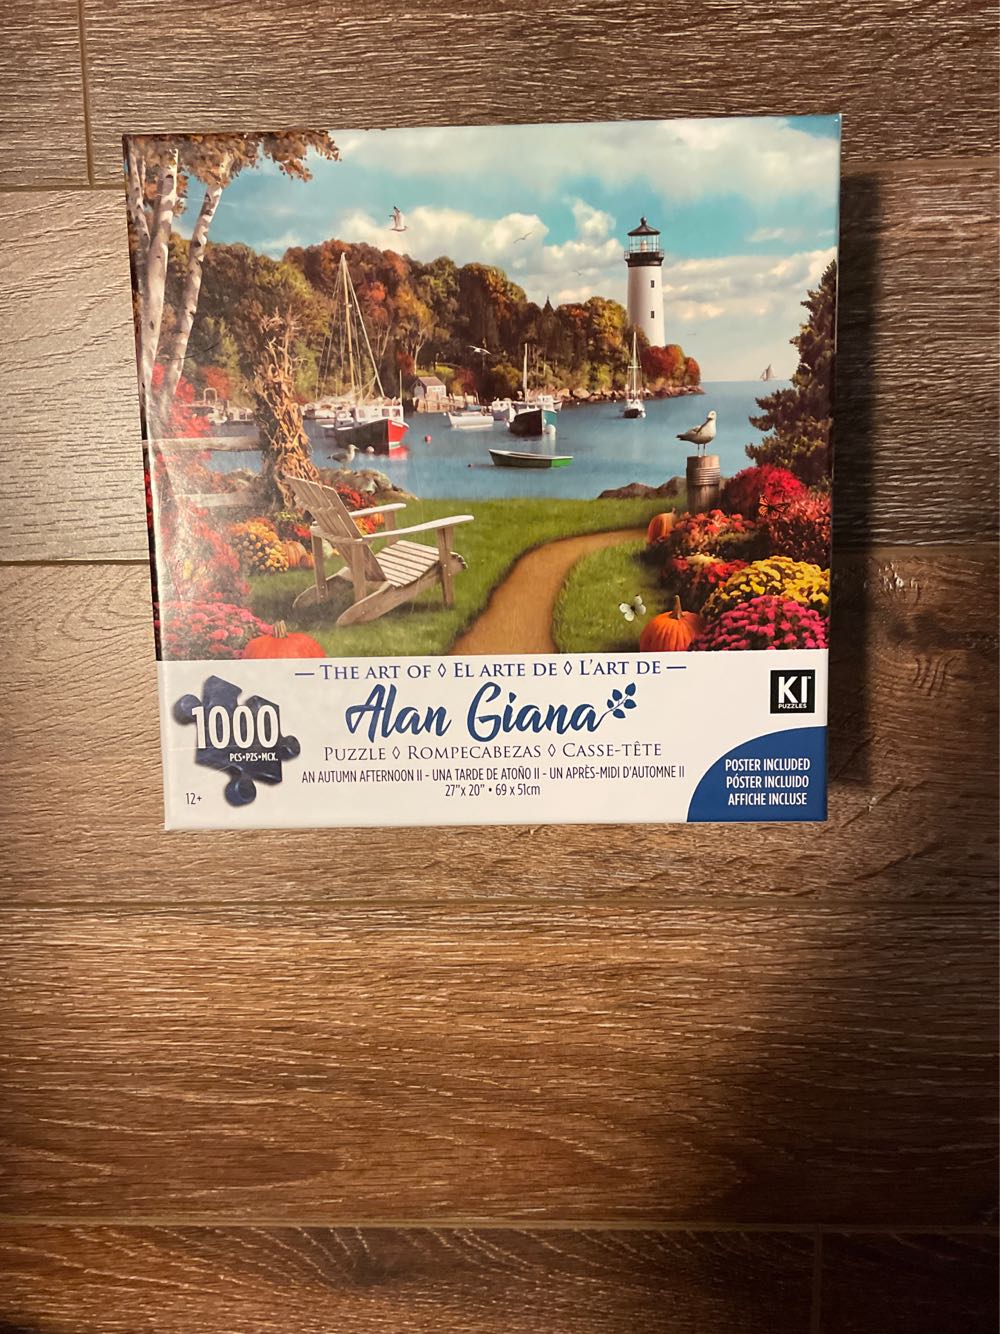 THE ART OF ◊ EL ARTE DE ◊ L'ART DE
Alan Giana
PUZZLE ◊ ROMPECABEZAS ◊ CASSE-TÊTE
AN AUTUMN AFTERNOON II - UNA TARDE DE ATOÑO II - UN APRÈS-MIDI D'AUTOMNE II
27"x 20" • 69 x 51cm
1000
PCS•PZS•MCX.
12+
KI
PUZZLES
POSTER INCLUDED
PÓSTER INCLUIDO
AFFICHE INCLUSE